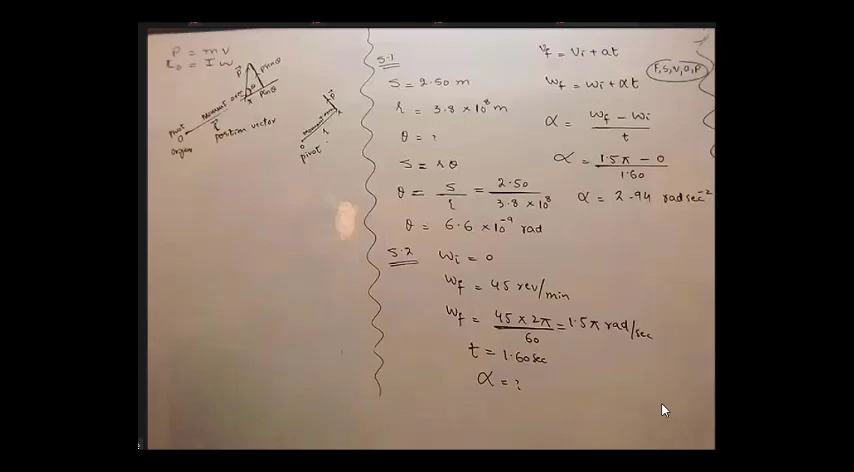 P = mv
L₀ = Iω
P⃗
Psinθ
θ
Pcosθ
Moment arm
r⃗
position vector
Pivot
O
origin
P⃗
Moment arm
r
O
pivot
5.1
S = 2.50 m
r = 3.8 × 10⁸ m
θ = ?
S = rθ
θ = S/r = 2.50 / 3.8 × 10⁸
θ = 6.6 × 10⁻⁹ rad
5.2 ωi = 0
ωf = 45 rev/min
ωf = 45 × 2π / 60 = 1.5π rad/sec
t = 1.60 sec
α = ?
vf = vi + at
F, S, V, a, P
ωf = ωi + αt
α = ωf - ωi / t
α = 1.5π - 0 / 1.60
α = 2.94 rad sec⁻²